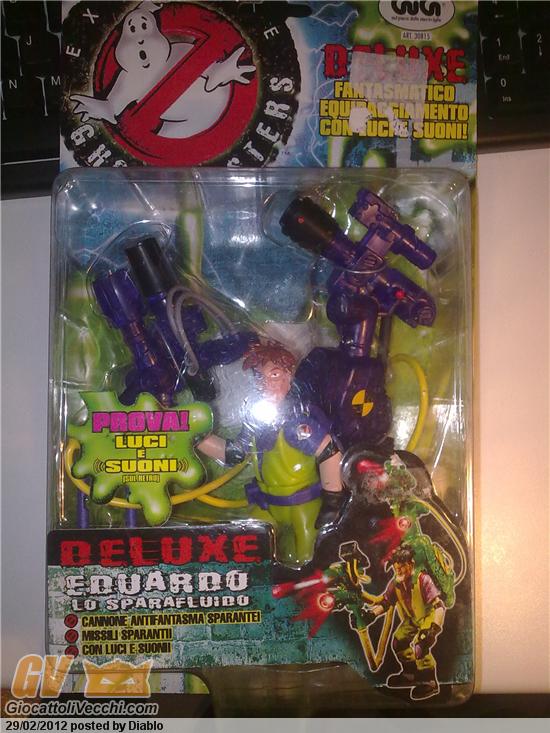 EXTREME
GHOSTBUSTERS
TM
ART. 30815
DELUXE
FANTASMATICO
EQUIPAGGIAMENTO
CON LUCI E SUONI!
PROVA!
LUCI
E
SUONI
(SUL RETRO)
DELUXE
EDUARDO
LO SPARAFLUIDO
CANNONE ANTIFANTASMA SPARANTE!
MISSILI SPARANTI!
CON LUCI E SUONI!
GV
GiocattoliVecchi.com
29/02/2012 posted by Diablo